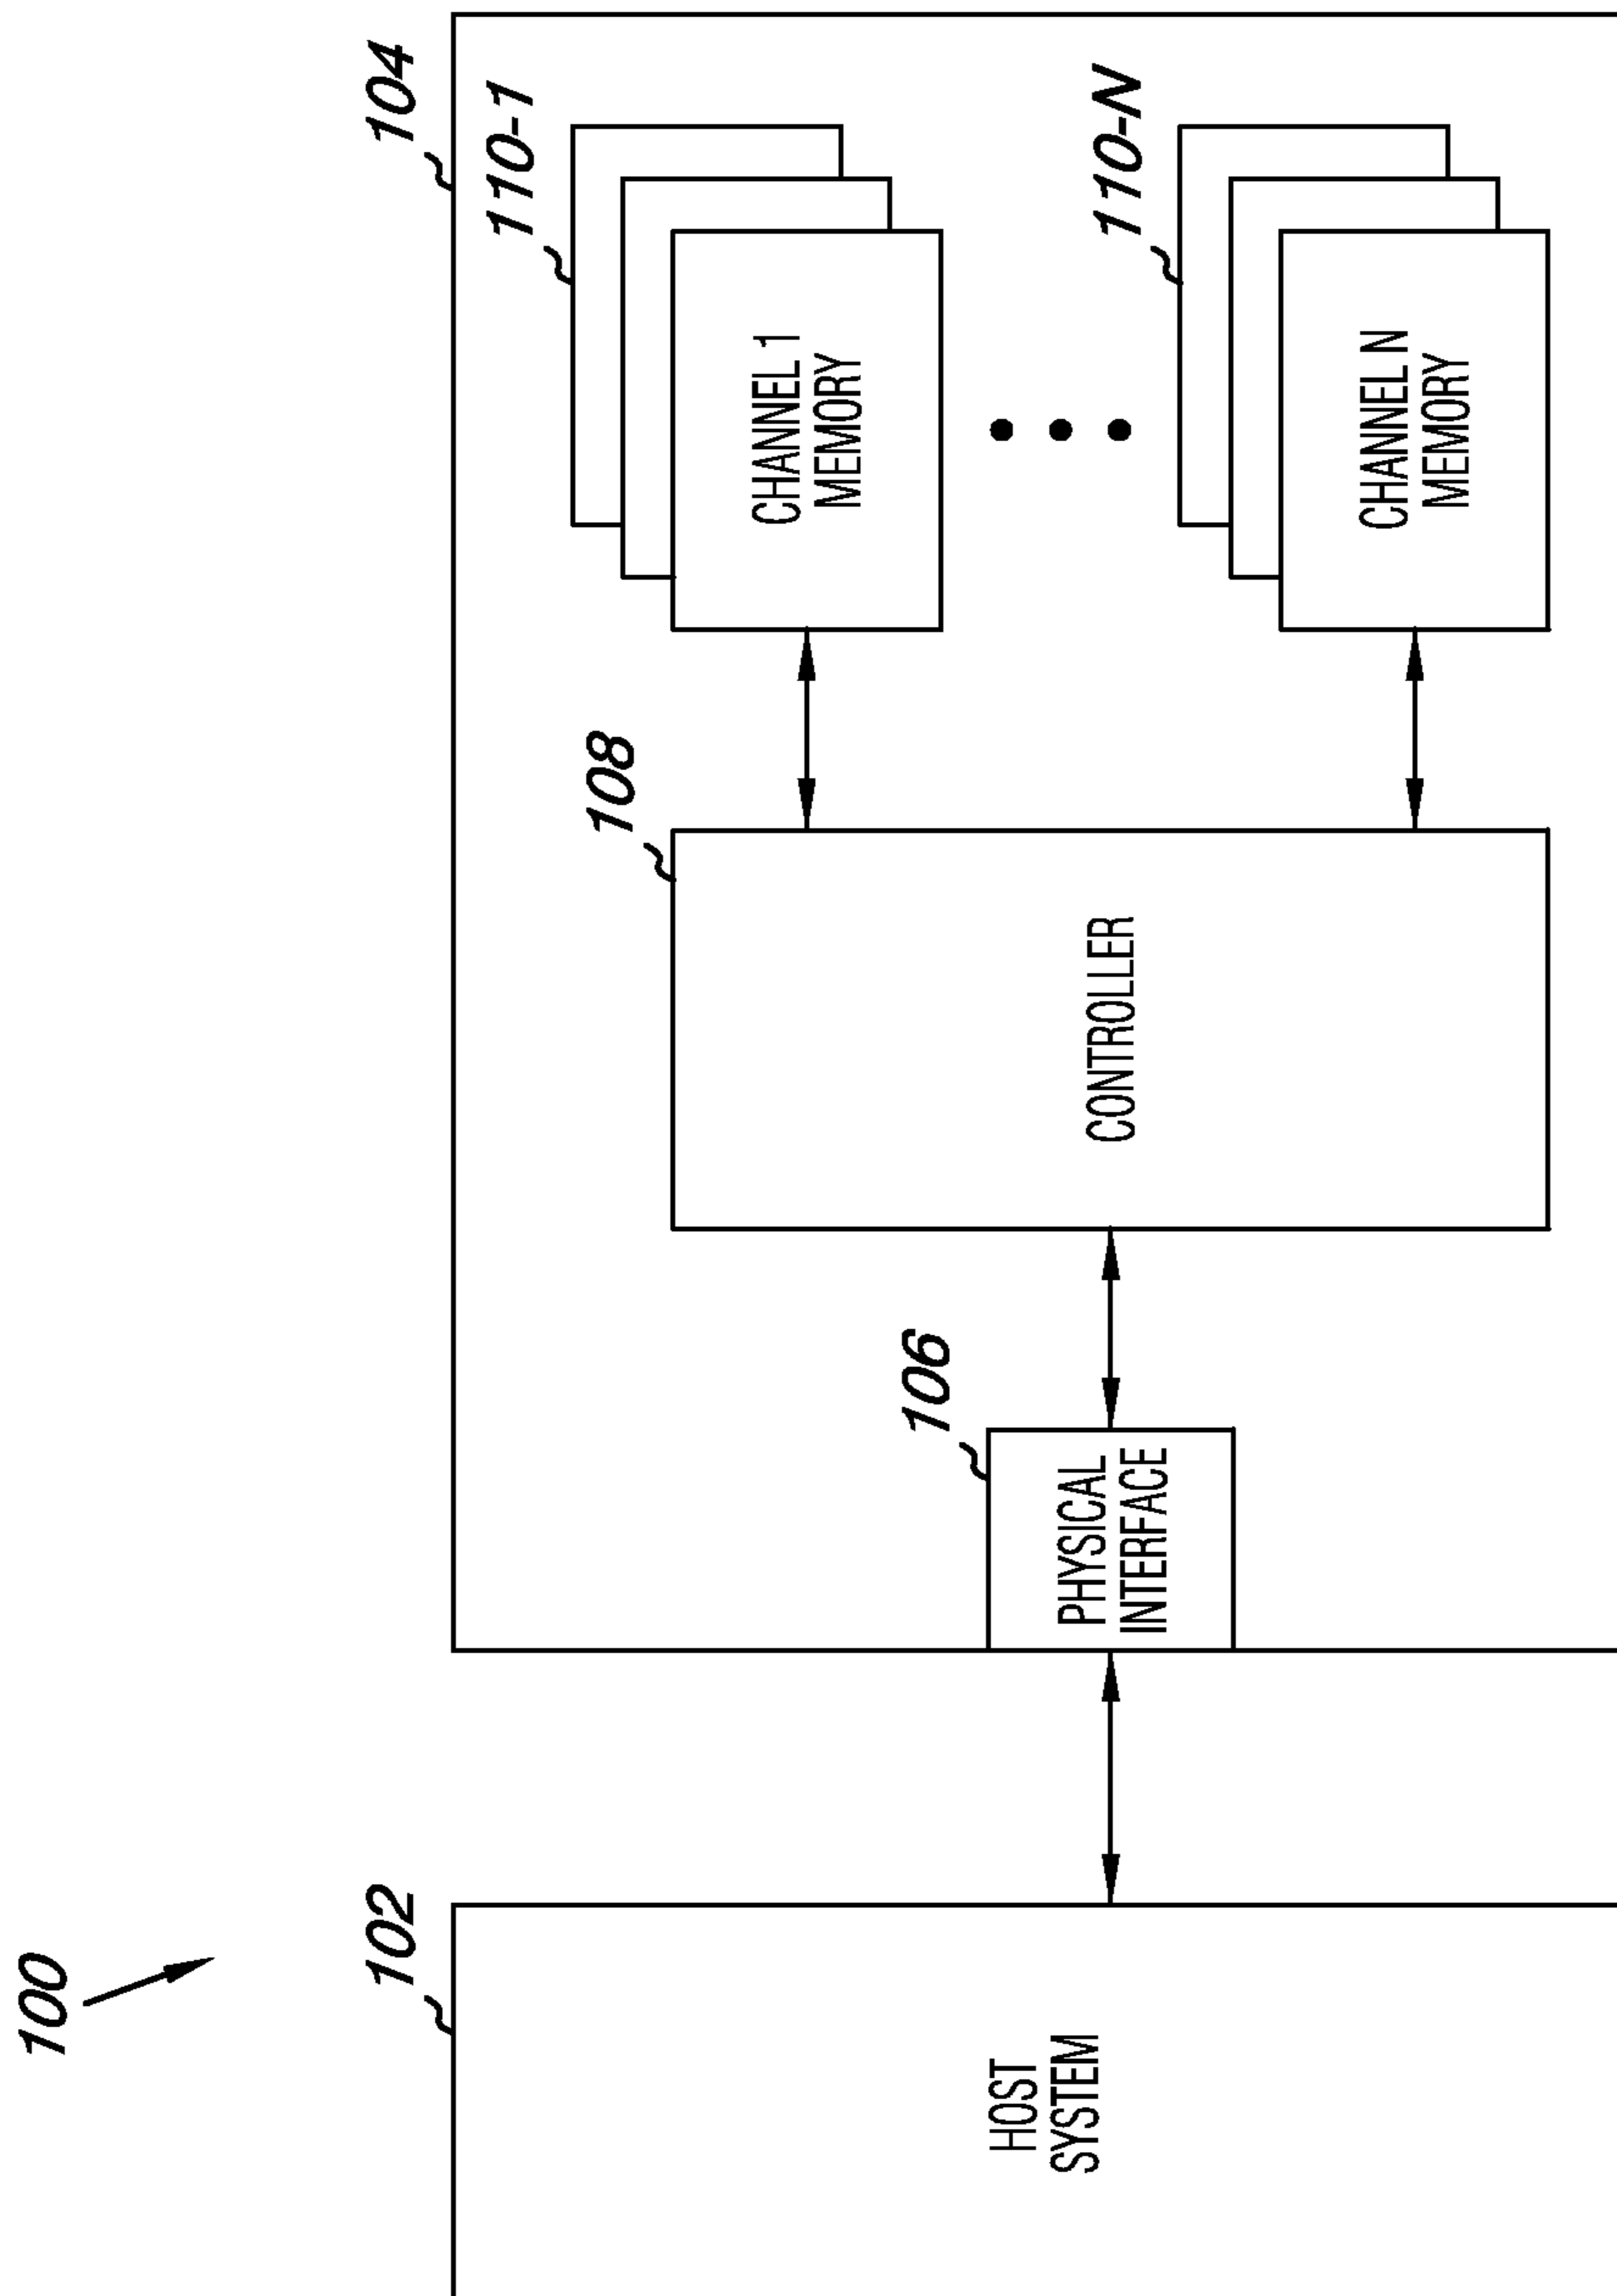 100
102
HOST
SYSTEM
104
106
PHYSICAL
INTERFACE
108
CONTROLLER
110-1
CHANNEL 1
MEMORY
110-N
CHANNEL N
MEMORY